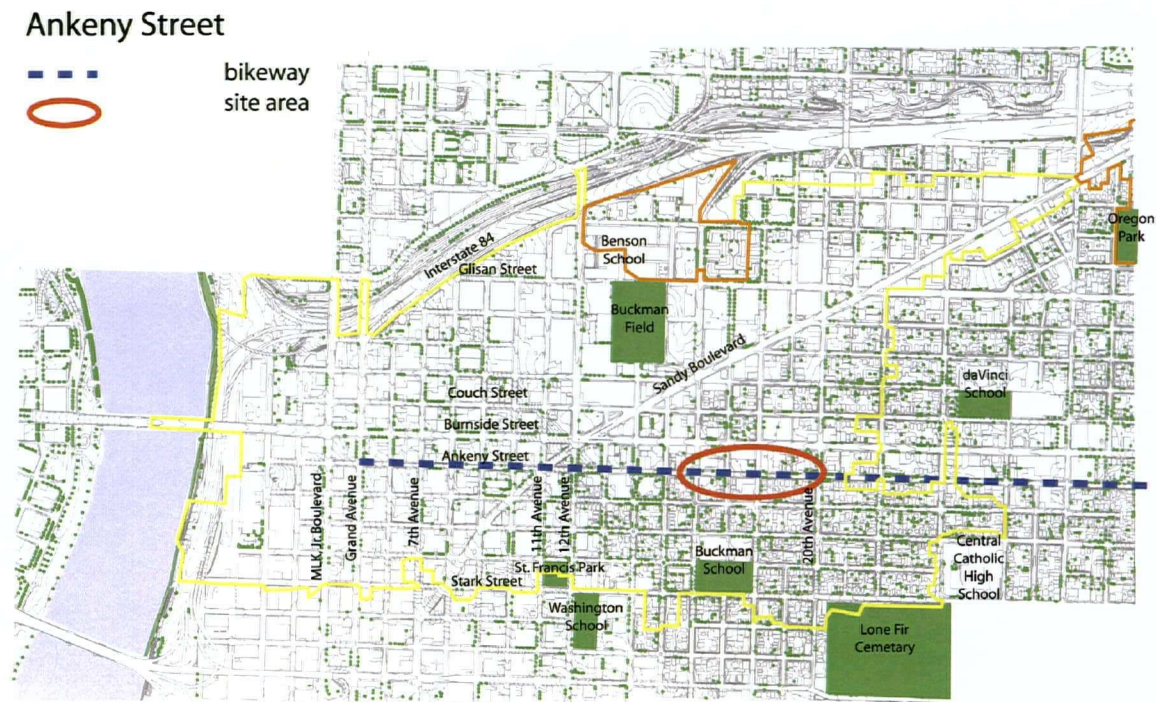 Ankeny Street
bikeway
site area
Interstate 84
Glisan Street
Benson
School
Oregon
Park
Buckman
Field
Sandy Boulevard
daVinci
School
Couch Street
Burnside Street
Ankeny Street
MLK Jr. Boulevard
Grand Avenue
7th Avenue
11th Avenue
12th Avenue
20th Avenue
Buckman
School
St. Francis Park
Stark Street
Washington
School
Central
Catholic
High
School
Lone Fir
Cemetary